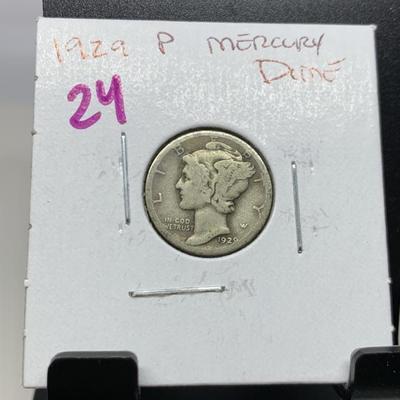 1929 P MERCURY
DIME
24
LIBERTY
IN GOD
WE TRUST
1929